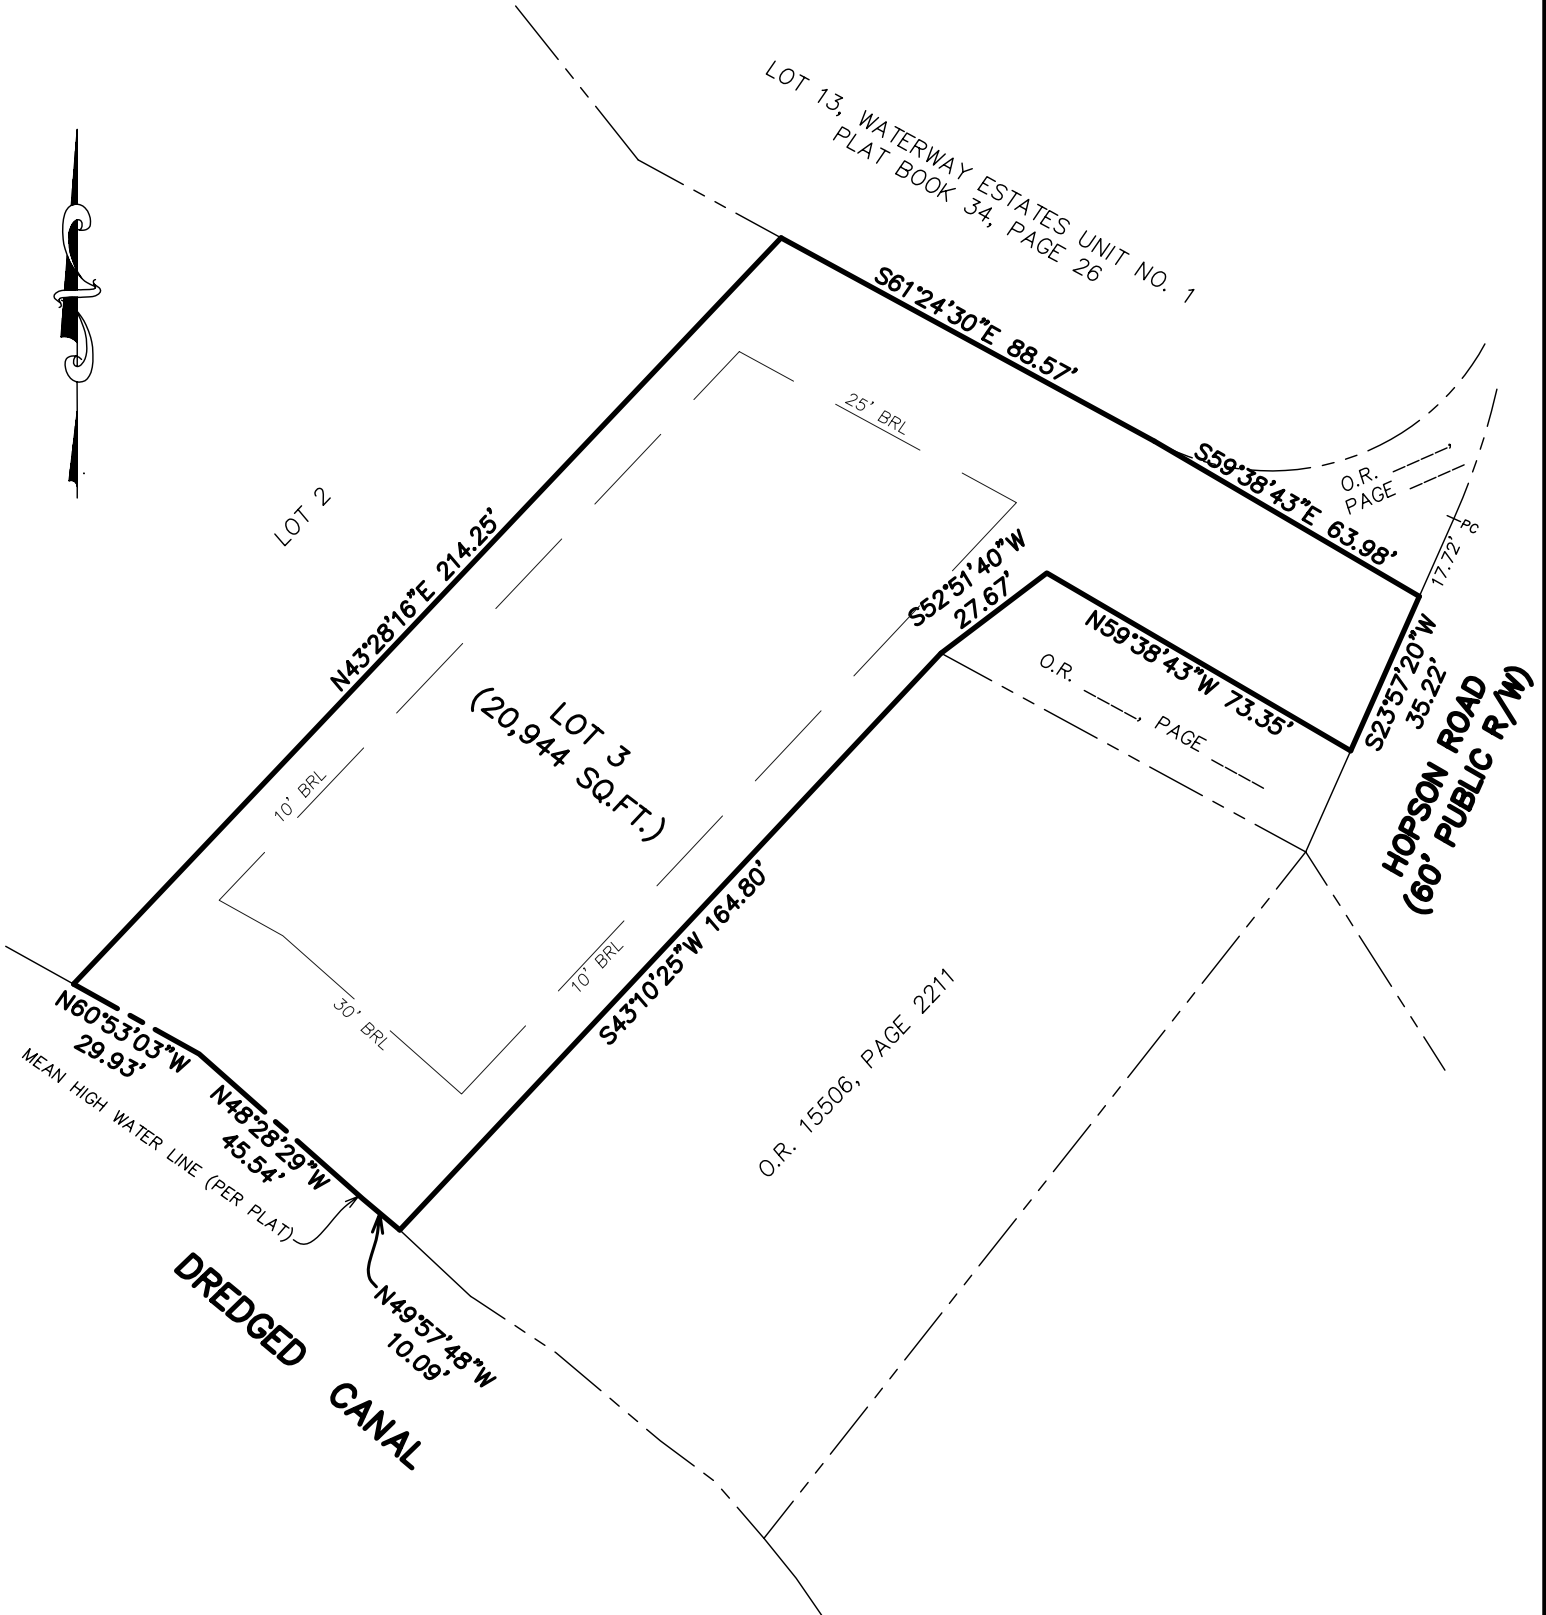 LOT 13, WATERWAY ESTATES UNIT NO. 1
PLAT BOOK 34, PAGE 26
S61°24'30"E 88.57'
25' BRL
S59°38'43"E 63.98'
O.R. ______,
PAGE ______
PC
17.72'
LOT 2
N43°28'16"E 214.25'
S52°51'40"W
27.67'
N59°38'43"W 73.35'
S23°57'20"W
35.22'
HOPSON ROAD
(60' PUBLIC R/W)
O.R. ______, PAGE ______
LOT 3
(20,944 SQ.FT.)
10' BRL
S43°10'25"W 164.80'
10' BRL
30' BRL
N60°53'03"W
29.93'
MEAN HIGH WATER LINE (PER PLAT)
N48°28'29"W
45.54'
O.R. 15506, PAGE 2211
N49°57'48"W
10.09'
DREDGED CANAL